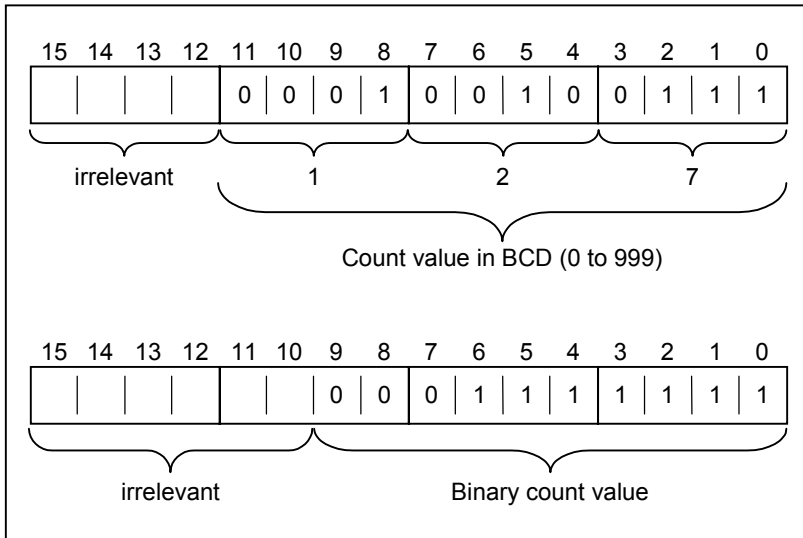 15 14 13 12 11 10 9 8 7 6 5 4 3 2 1 0
0 0 0 1 0 0 1 0 0 1 1 1
irrelevant 1 2 7
Count value in BCD (0 to 999)
15 14 13 12 11 10 9 8 7 6 5 4 3 2 1 0
0 0 0 1 1 1 1 1 1 1
irrelevant Binary count value